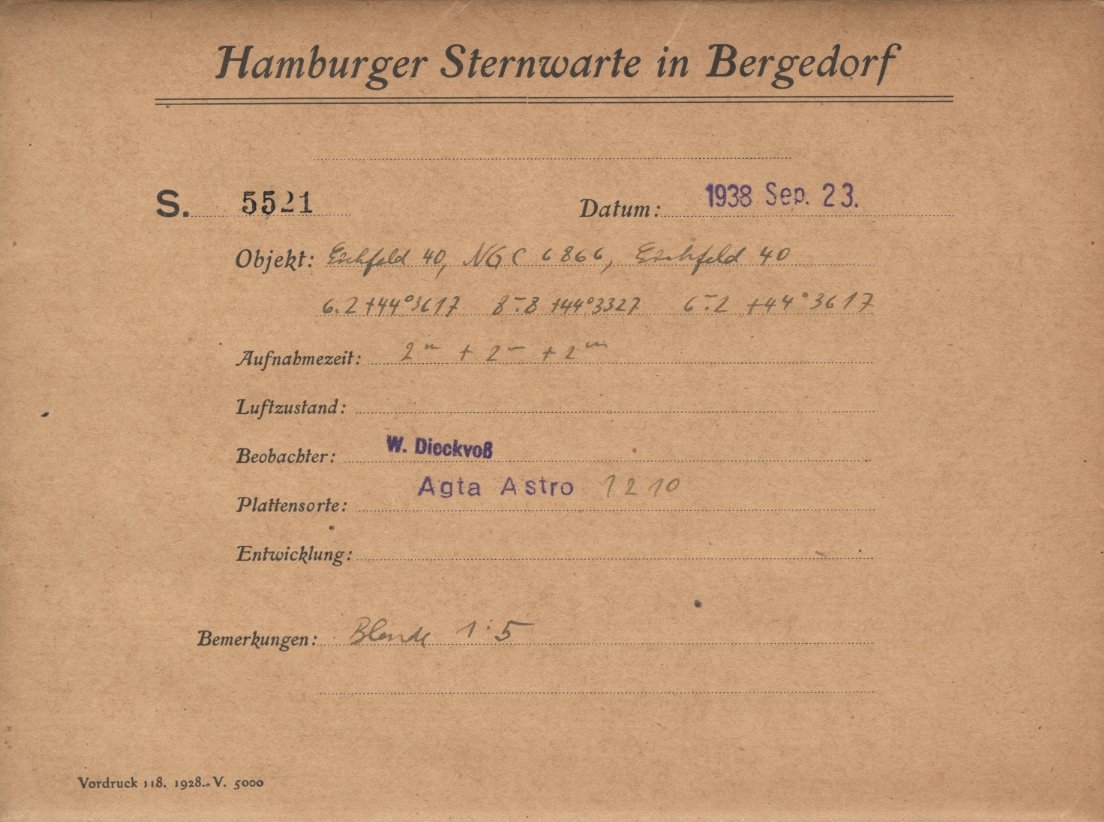 Hamburger Sternwarte in Bergedorf
S. 5521 Datum: 1938 Sep. 23.
Objekt: Eichfeld 40, NGC 6866, Eichfeld 40
6.2 +44°3617 8.8 +44°3327 6.2 +44°3617
Aufnahmezeit: 2ᵐ + 2ᵐ + 2ᵐ
Luftzustand:
Beobachter: W. Dieckvoß
Plattensorte: Agfa Astro 1210
Entwicklung:
Bemerkungen: Blende 1:5
Vordruck 118. 1928. V. 5000